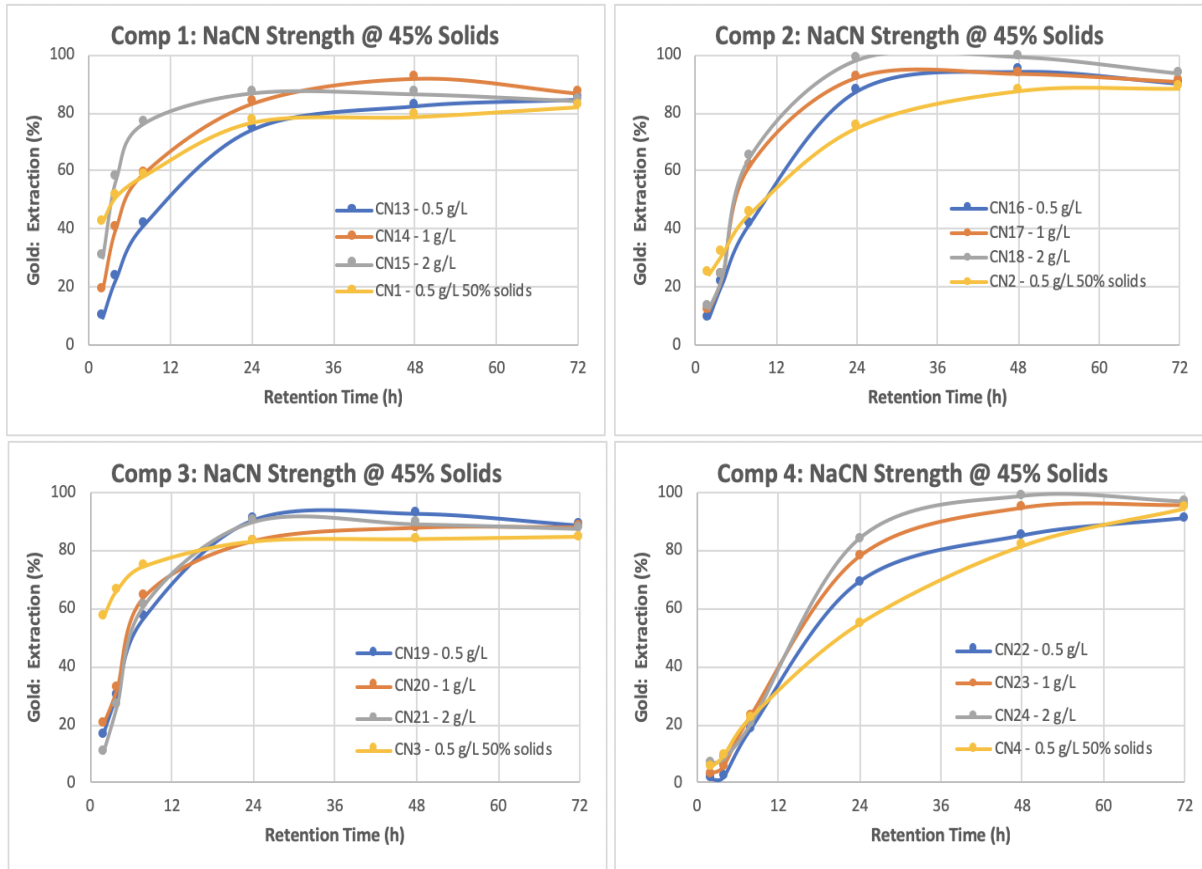 Comp 1: NaCN Strength @ 45% Solids
Gold:  Extraction (%)
100
80
60
40
20
0
CN13 - 0.5 g/L
CN14 - 1 g/L
CN15 - 2 g/L
CN1 - 0.5 g/L 50% solids
0 12 24 36 48 60 72
Retention Time (h)
Comp 2: NaCN Strength @ 45% Solids
Gold:  Extraction (%)
100
80
60
40
20
0
CN16 - 0.5 g/L
CN17 - 1 g/L
CN18 - 2 g/L
CN2 - 0.5 g/L 50% solids
0 12 24 36 48 60 72
Retention Time (h)
Comp 3: NaCN Strength @ 45% Solids
Gold:  Extraction (%)
100
80
60
40
20
0
CN19 - 0.5 g/L
CN20 - 1 g/L
CN21 - 2 g/L
CN3 - 0.5 g/L 50% solids
0 12 24 36 48 60 72
Retention Time (h)
Comp 4: NaCN Strength @ 45% Solids
Gold:  Extraction (%)
100
80
60
40
20
0
CN22 - 0.5 g/L
CN23 - 1 g/L
CN24 - 2 g/L
CN4 - 0.5 g/L 50% solids
0 12 24 36 48 60 72
Retention Time (h)